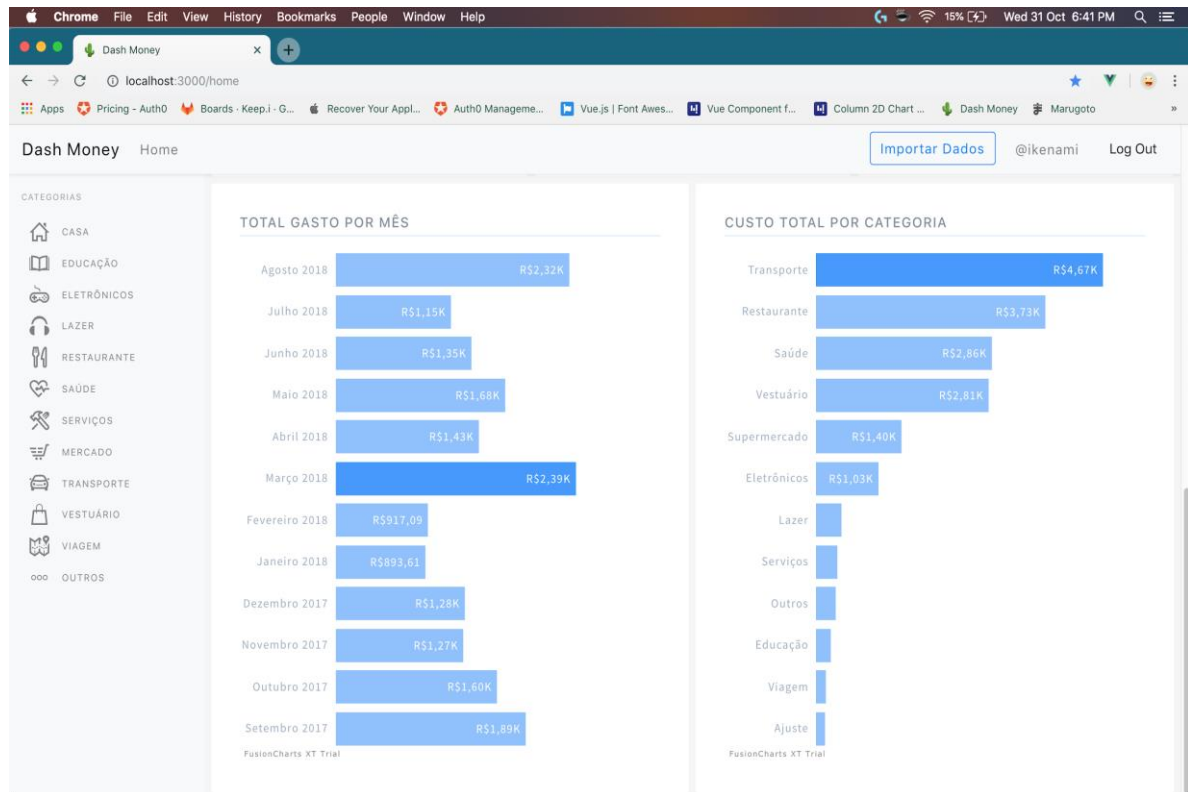 Chrome File Edit View History Bookmarks People Window Help 15% Wed 31 Oct 6:41 PM
Dash Money
localhost:3000/home
Apps Pricing - Auth0 Boards · Keep.i · G... Recover Your Appl... Auth0 Manageme... Vue.js | Font Awes... Vue Component f... Column 2D Chart ... Dash Money Marugoto »
Dash Money Home Importar Dados @ikenami Log Out
CATEGORIAS
CASA
EDUCAÇÃO
ELETRÔNICOS
LAZER
RESTAURANTE
SAÚDE
SERVIÇOS
MERCADO
TRANSPORTE
VESTUÁRIO
VIAGEM
OUTROS
TOTAL GASTO POR MÊS
Agosto 2018 R$2,32K
Julho 2018 R$1,15K
Junho 2018 R$1,35K
Maio 2018 R$1,68K
Abril 2018 R$1,43K
Março 2018 R$2,39K
Fevereiro 2018 R$917,09
Janeiro 2018 R$893,61
Dezembro 2017 R$1,28K
Novembro 2017 R$1,27K
Outubro 2017 R$1,60K
Setembro 2017 R$1,89K
FusionCharts XT Trial
CUSTO TOTAL POR CATEGORIA
Transporte R$4,67K
Restaurante R$3,73K
Saúde R$2,86K
Vestuário R$2,81K
Supermercado R$1,40K
Eletrônicos R$1,03K
Lazer
Serviços
Outros
Educação
Viagem
Ajuste
FusionCharts XT Trial